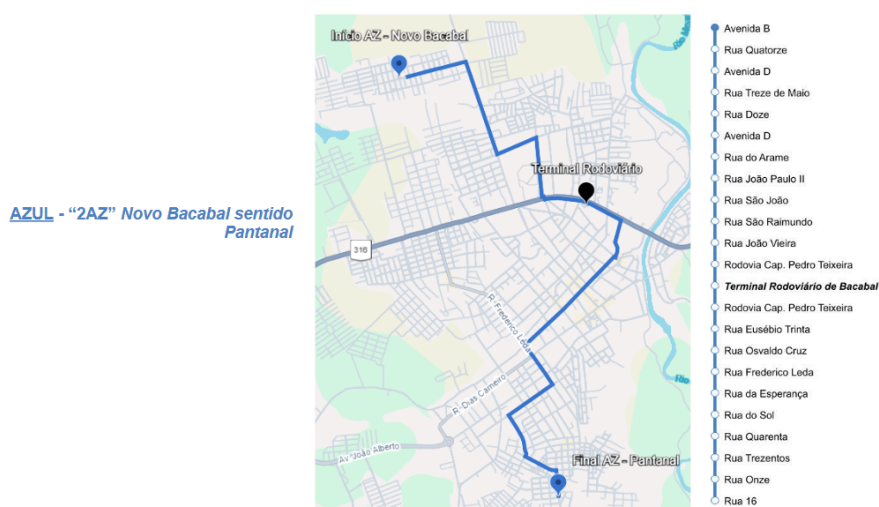 AZUL - “2AZ” Novo Bacabal sentido
Pantanal
Início AZ - Novo Bacabal
Terminal Rodoviário
316
R. Frederico Leda
R. Dias Carneiro
Av. João Alberto
Final AZ - Pantanal
Avenida B
Rua Quatorze
Avenida D
Rua Treze de Maio
Rua Doze
Avenida D
Rua do Arame
Rua João Paulo II
Rua São João
Rua São Raimundo
Rua João Vieira
Rodovia Cap. Pedro Teixeira
Terminal Rodoviário de Bacabal
Rodovia Cap. Pedro Teixeira
Rua Eusébio Trinta
Rua Osvaldo Cruz
Rua Frederico Leda
Rua da Esperança
Rua do Sol
Rua Quarenta
Rua Trezentos
Rua Onze
Rua 16